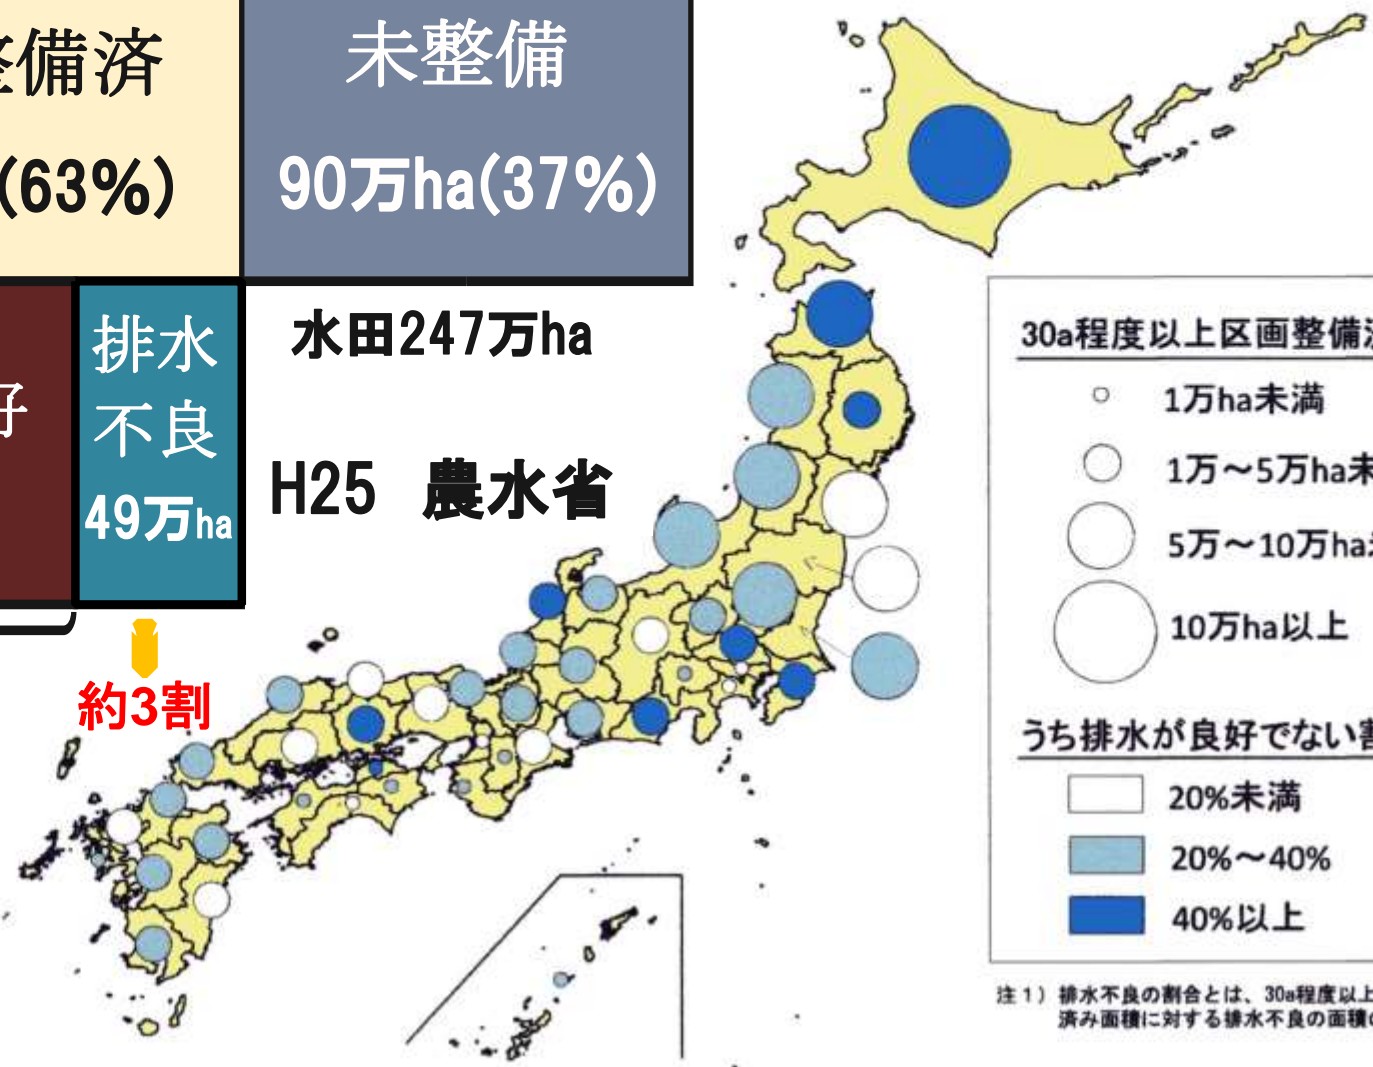 整備済
未整備
(63%)
90万ha(37%)
好
排水
不良
49万ha
約3割
水田247万ha
H25 農水省
30a程度以上区画整備済
1万ha未満
1万～5万ha未
5万～10万ha
10万ha以上
うち排水が良好でない割
20%未満
20%～40%
40%以上
注1) 排水不良の割合とは、30a程度以上
済み面積に対する排水不良の面積の